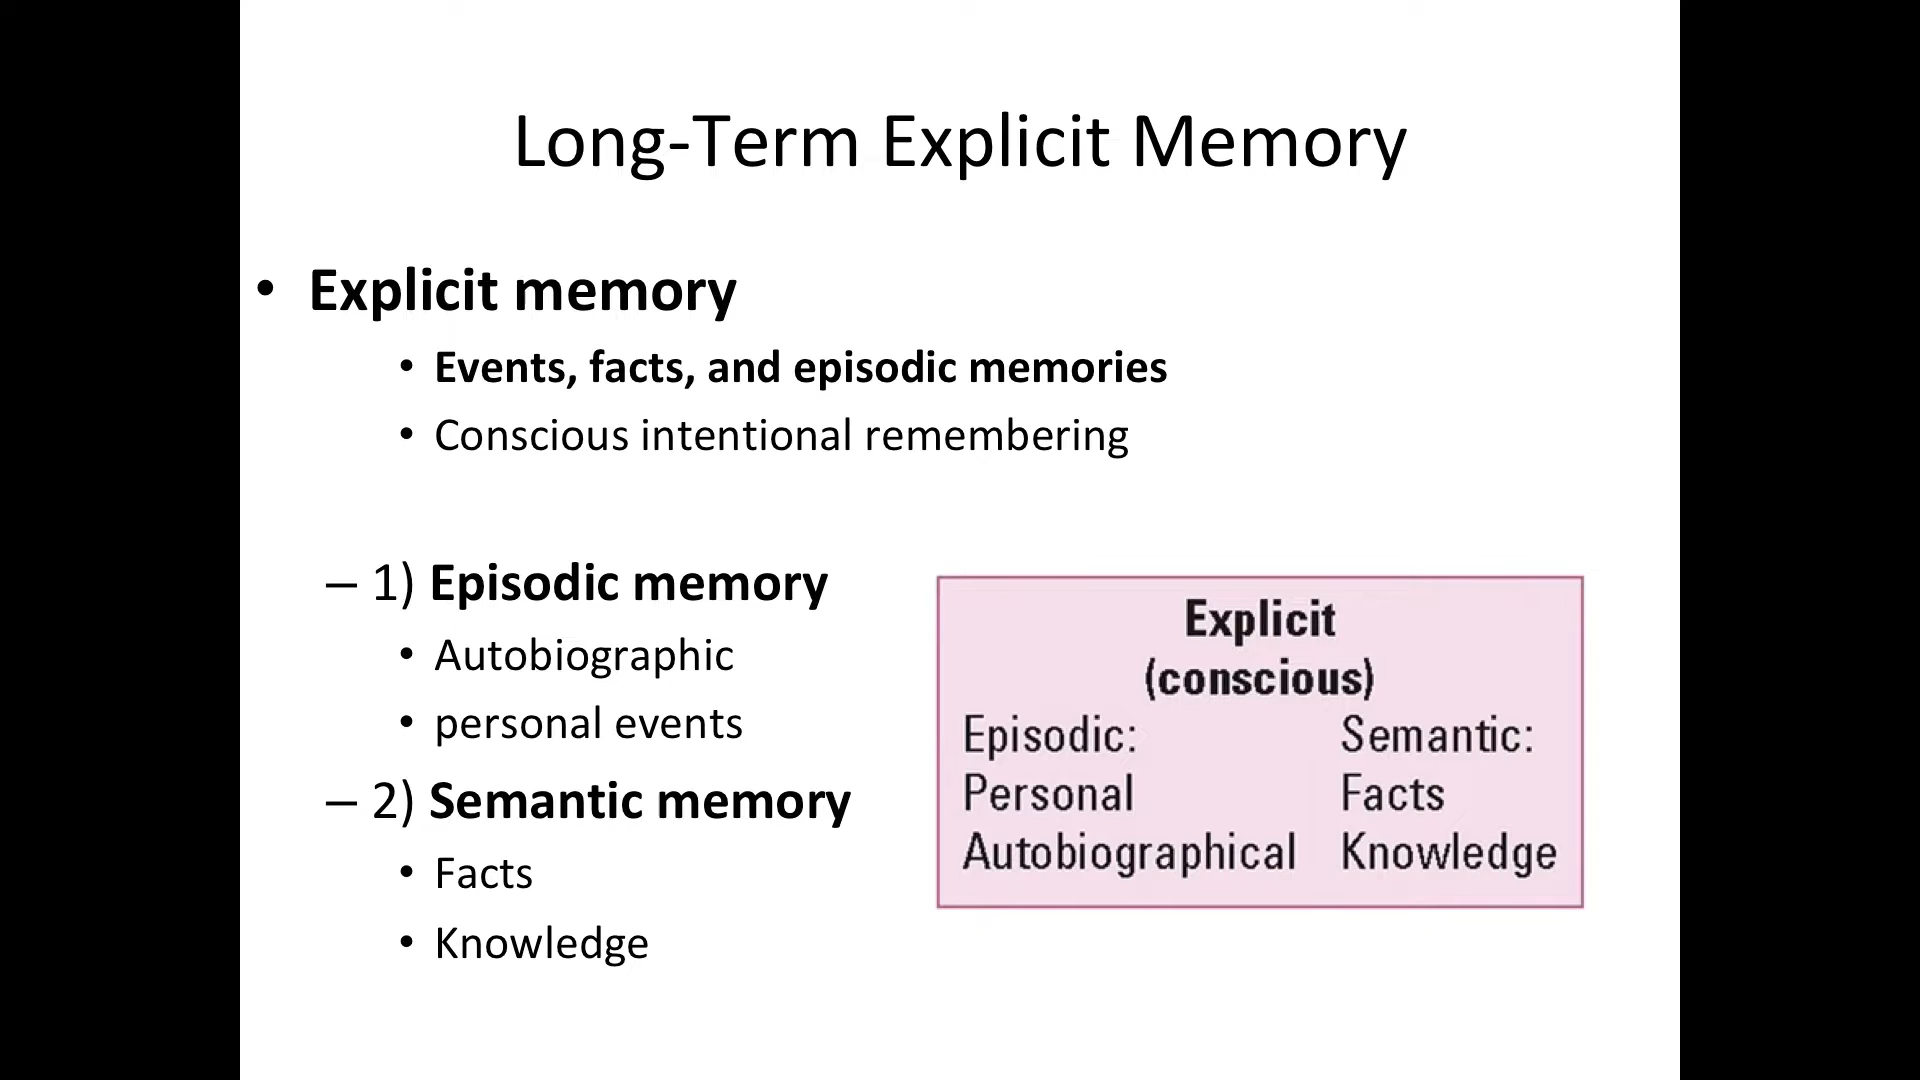 Long-Term Explicit Memory
• Explicit memory
• Events, facts, and episodic memories
• Conscious intentional remembering
– 1) Episodic memory
• Autobiographic
• personal events
– 2) Semantic memory
• Facts
• Knowledge
Explicit
(conscious)
Episodic: Semantic:
Personal Facts
Autobiographical Knowledge